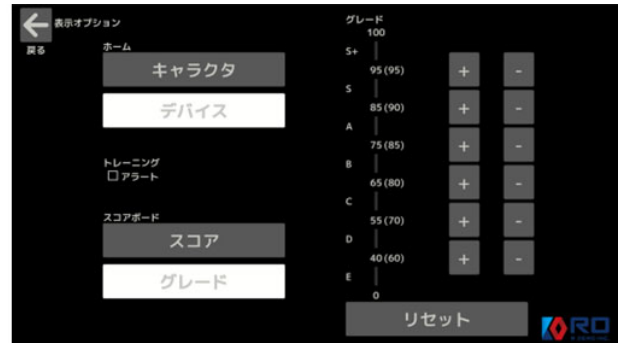 表示オプション
戻る
ホーム
キャラクタ
デバイス
トレーニング
アラート
スコアボード
スコア
グレード
グレード
100
S+
95 (95)
+ -
S
85 (90)
+ -
A
75 (85)
+ -
B
65 (80)
+ -
C
55 (70)
+ -
D
40 (60)
+ -
E
0
リセット
RD